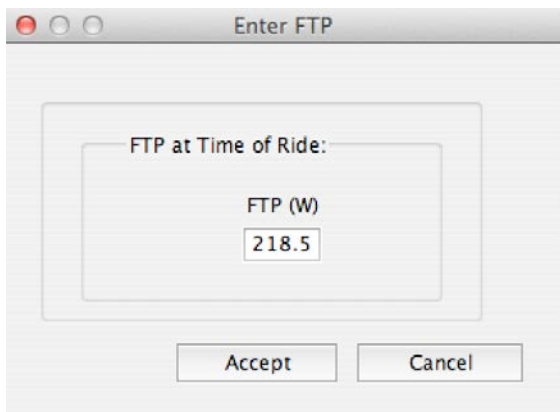 Enter FTP
FTP at Time of Ride:
FTP (W)
218.5
Accept Cancel